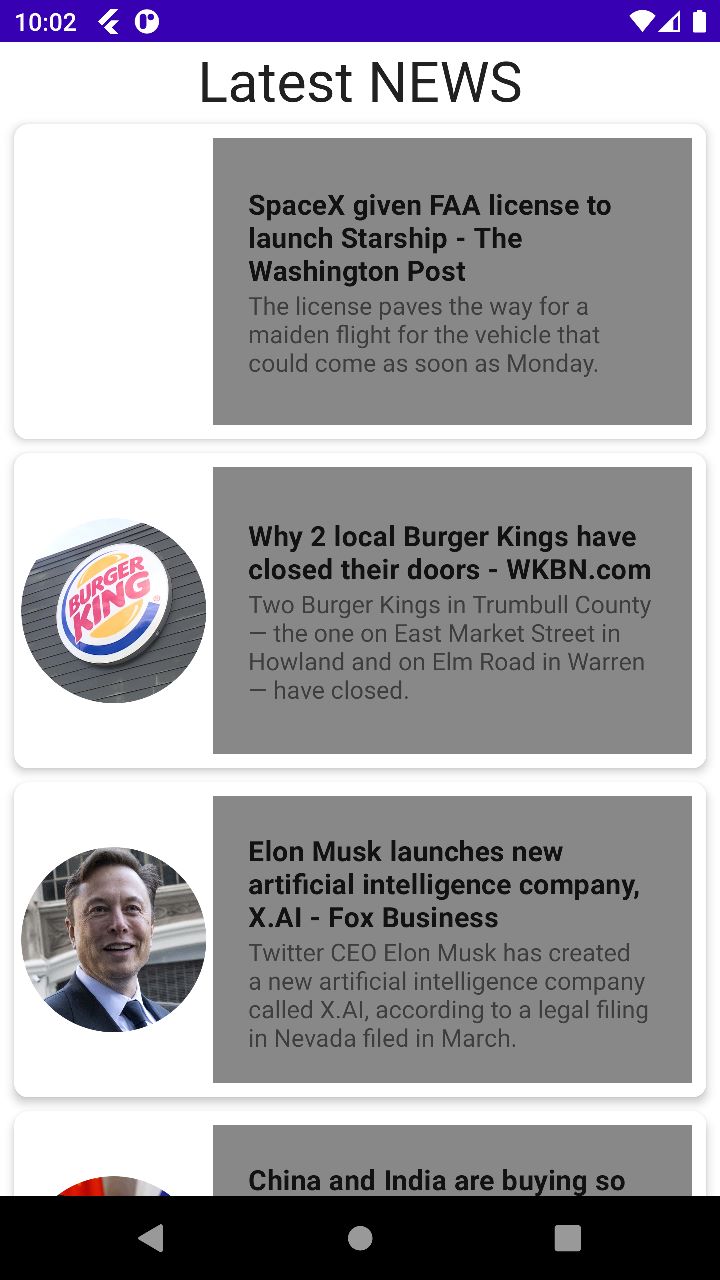 10:02
Latest NEWS
SpaceX given FAA license to
launch Starship - The
Washington Post
The license paves the way for a
maiden flight for the vehicle that
could come as soon as Monday.
BURGER
KING
®
Why 2 local Burger Kings have
closed their doors - WKBN.com
Two Burger Kings in Trumbull County
— the one on East Market Street in
Howland and on Elm Road in Warren
— have closed.
Elon Musk launches new
artificial intelligence company,
X.AI - Fox Business
Twitter CEO Elon Musk has created
a new artificial intelligence company
called X.AI, according to a legal filing
in Nevada filed in March.
China and India are buying so